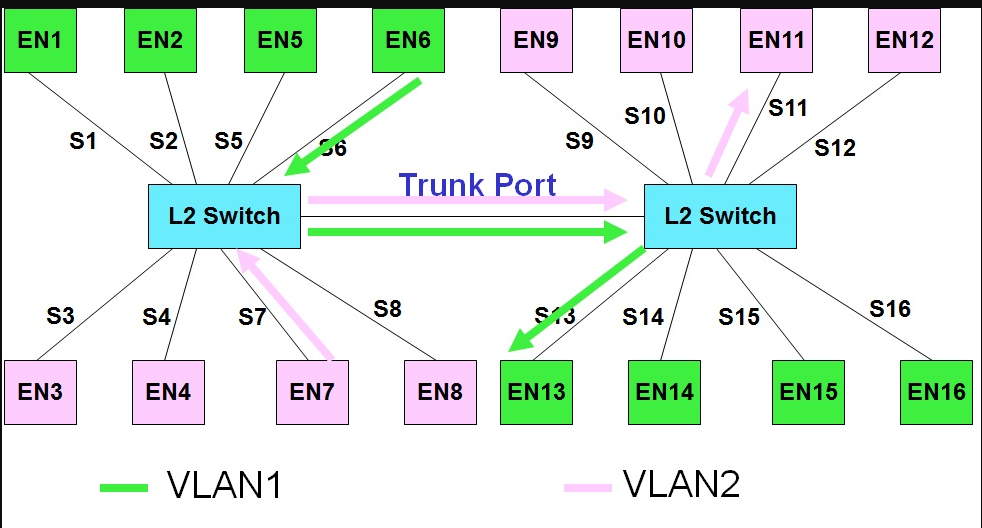 EN1 EN2 EN5 EN6 EN9 EN10 EN11 EN12
S1 S2 S5 S6 S9 S10 S11 S12
Trunk Port
L2 Switch L2 Switch
S3 S4 S7 S8 S13 S14 S15 S16
EN3 EN4 EN7 EN8 EN13 EN14 EN15 EN16
VLAN1 VLAN2